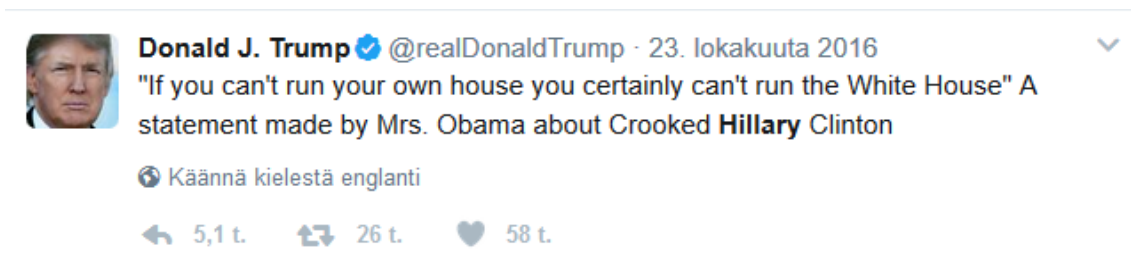 Donald J. Trump @realDonaldTrump · 23. lokakuuta 2016
"If you can't run your own house you certainly can't run the White House" A
statement made by Mrs. Obama about Crooked Hillary Clinton
Käännä kielestä englanti
5,1 t. 26 t. 58 t.